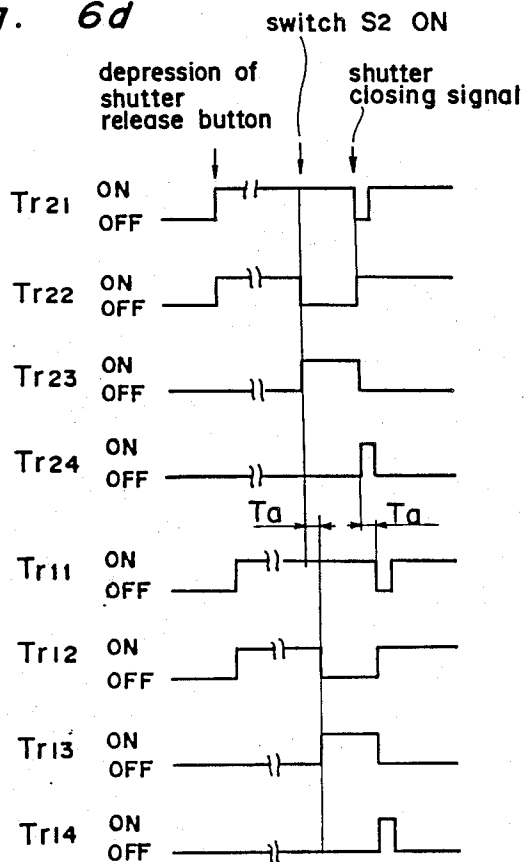 g. 6d
switch S2 ON
depression of
shutter
release button
shutter
closing signal
Tr21 ON
OFF
Tr22 ON
OFF
Tr23 ON
OFF
Tr24 ON
OFF
Ta Ta
Tr11 ON
OFF
Tr12 ON
OFF
Tr13 ON
OFF
Tr14 ON
OFF